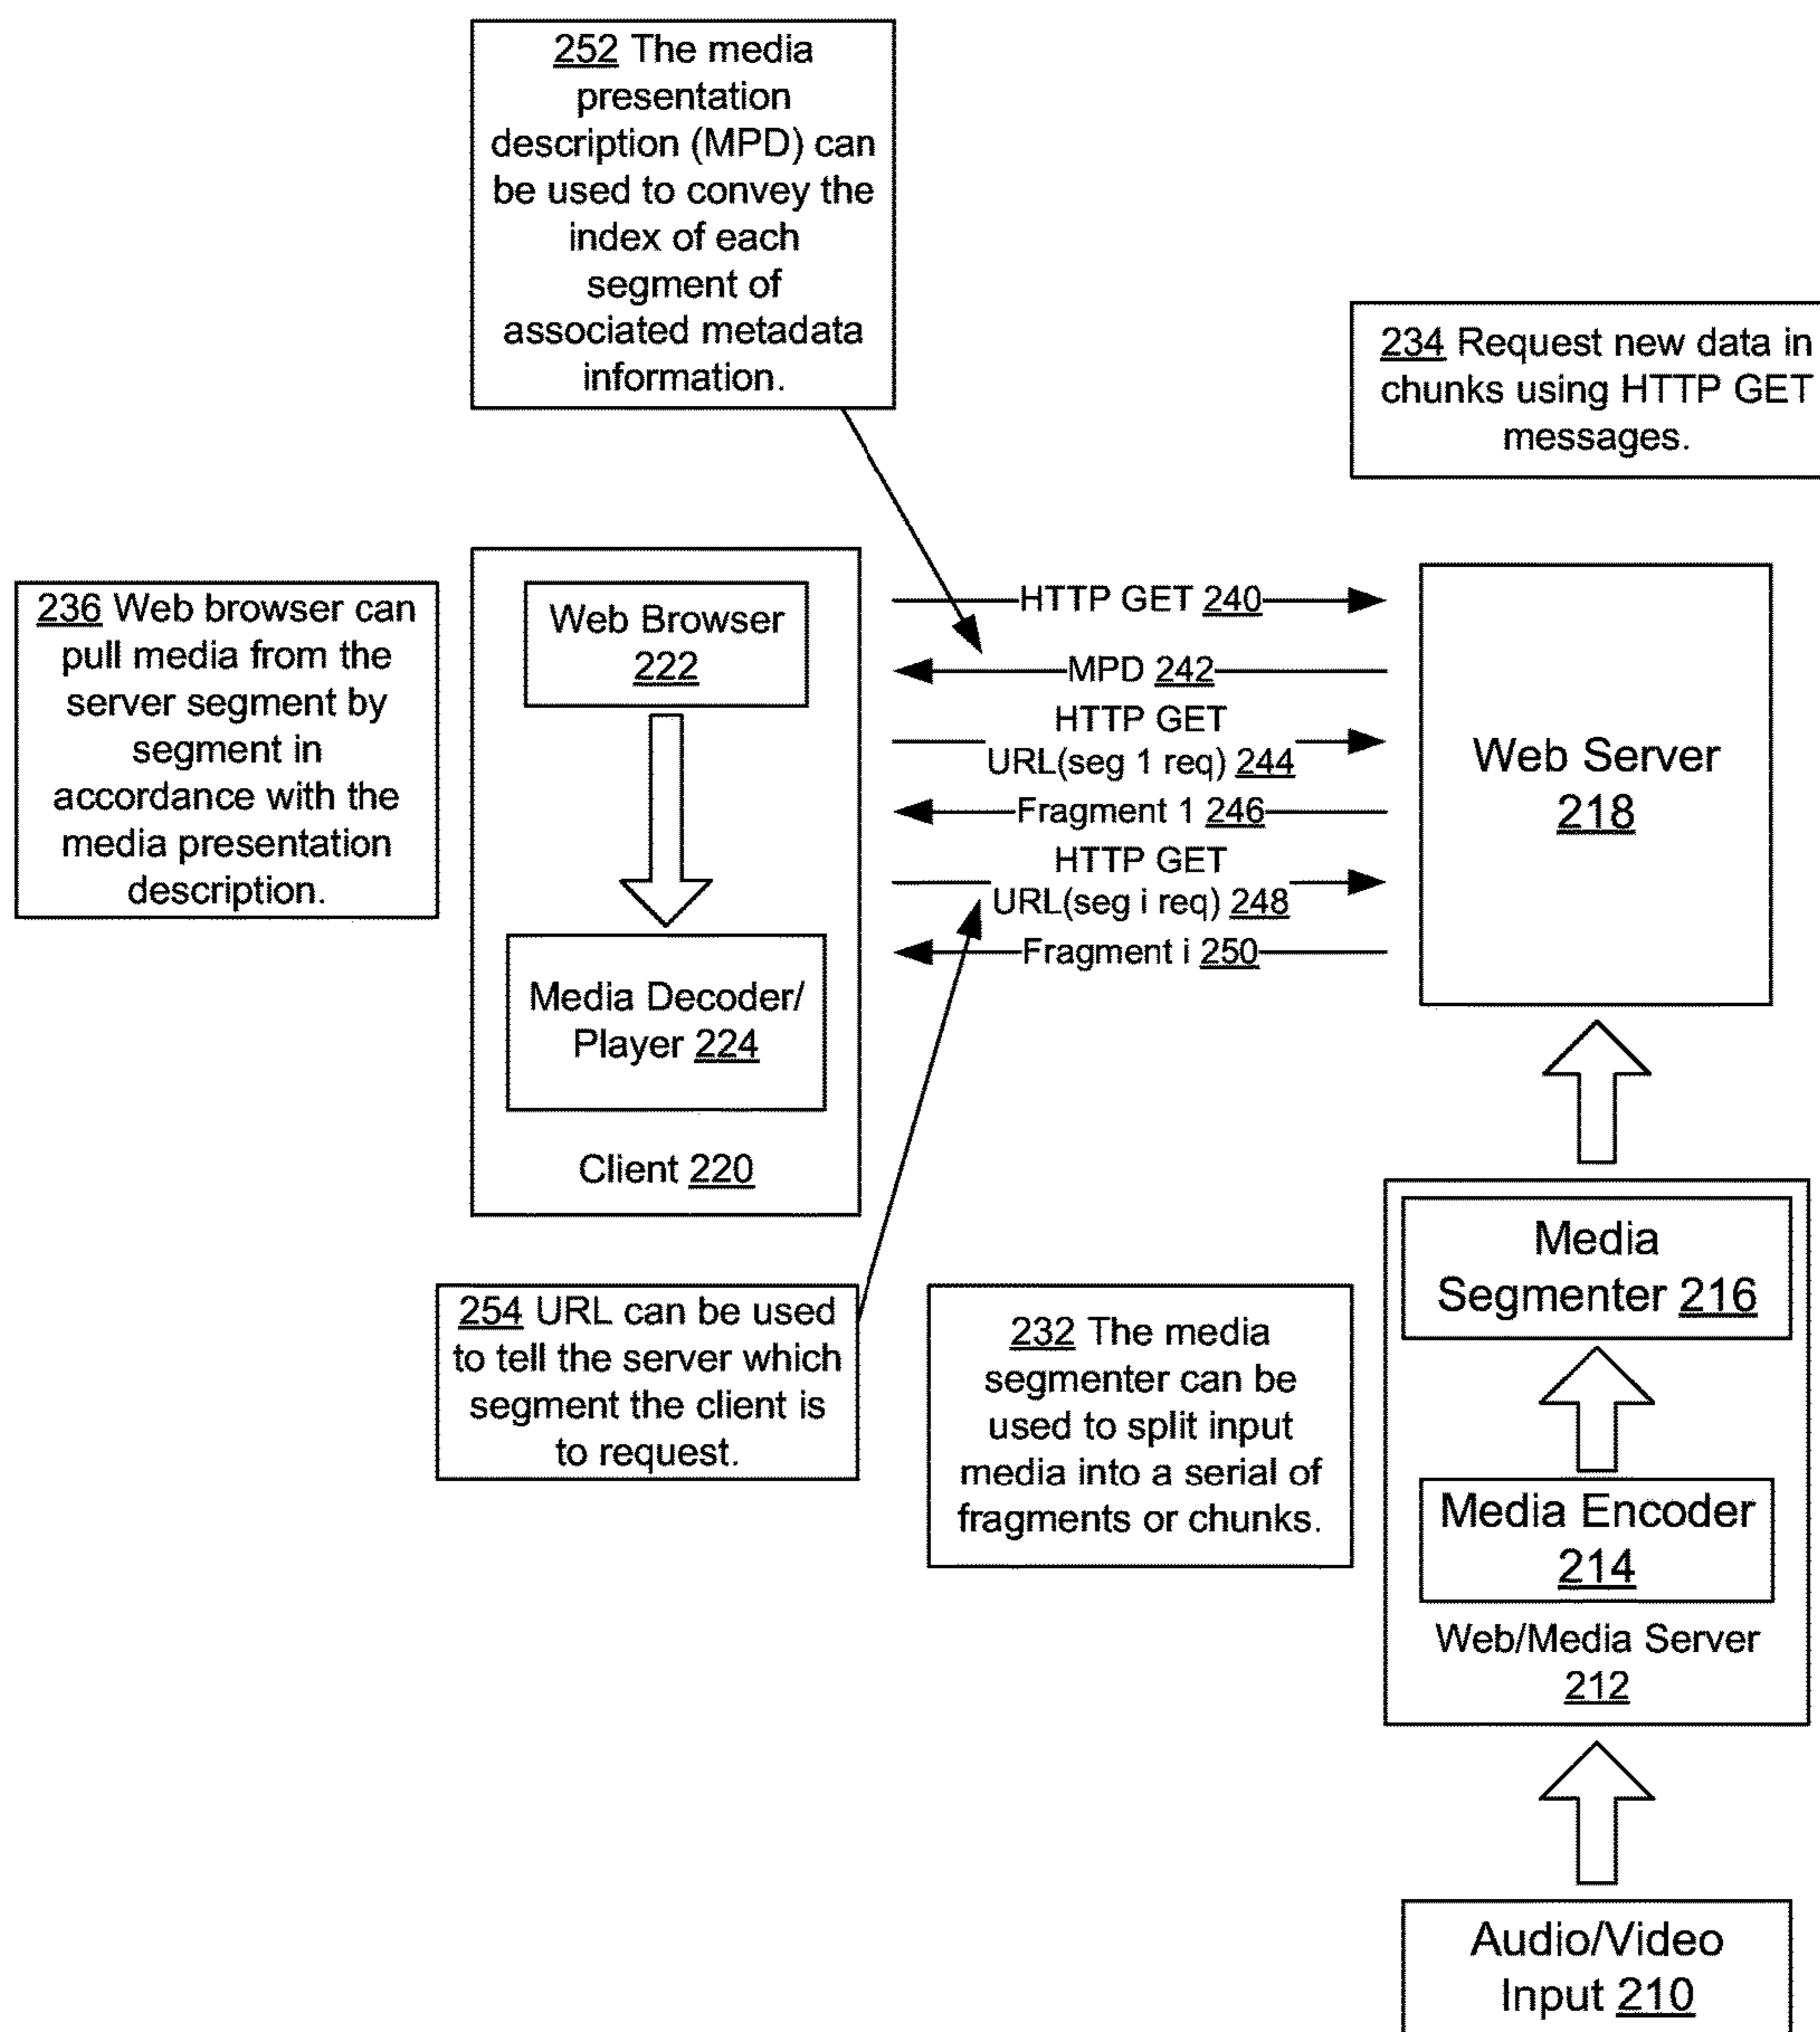 252 The media
presentation
description (MPD) can
be used to convey the
index of each
segment of
associated metadata
information.
234 Request new data in
chunks using HTTP GET
messages.
236 Web browser can
pull media from the
server segment by
segment in
accordance with the
media presentation
description.
Web Browser
222
Media Decoder/
Player 224
Client 220
HTTP GET 240
MPD 242
HTTP GET
URL(seg 1 req) 244
Fragment 1 246
HTTP GET
URL(seg i req) 248
Fragment i 250
Web Server
218
254 URL can be used
to tell the server which
segment the client is
to request.
232 The media
segmenter can be
used to split input
media into a serial of
fragments or chunks.
Media
Segmenter 216
Media Encoder
214
Web/Media Server
212
Audio/Video
Input 210